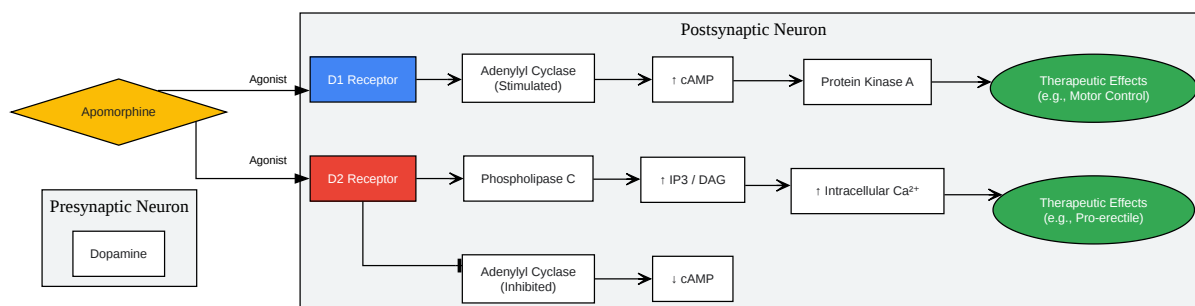 Postsynaptic Neuron
Agonist
D1 Receptor
Adenylyl Cyclase
(Stimulated)
↑ cAMP
Protein Kinase A
Therapeutic Effects
(e.g., Motor Control)
Apomorphine
Agonist
D2 Receptor
Phospholipase C
↑ IP3 / DAG
↑ Intracellular Ca²⁺
Therapeutic Effects
(e.g., Pro-erectile)
Presynaptic Neuron
Dopamine
Adenylyl Cyclase
(Inhibited)
↓ cAMP